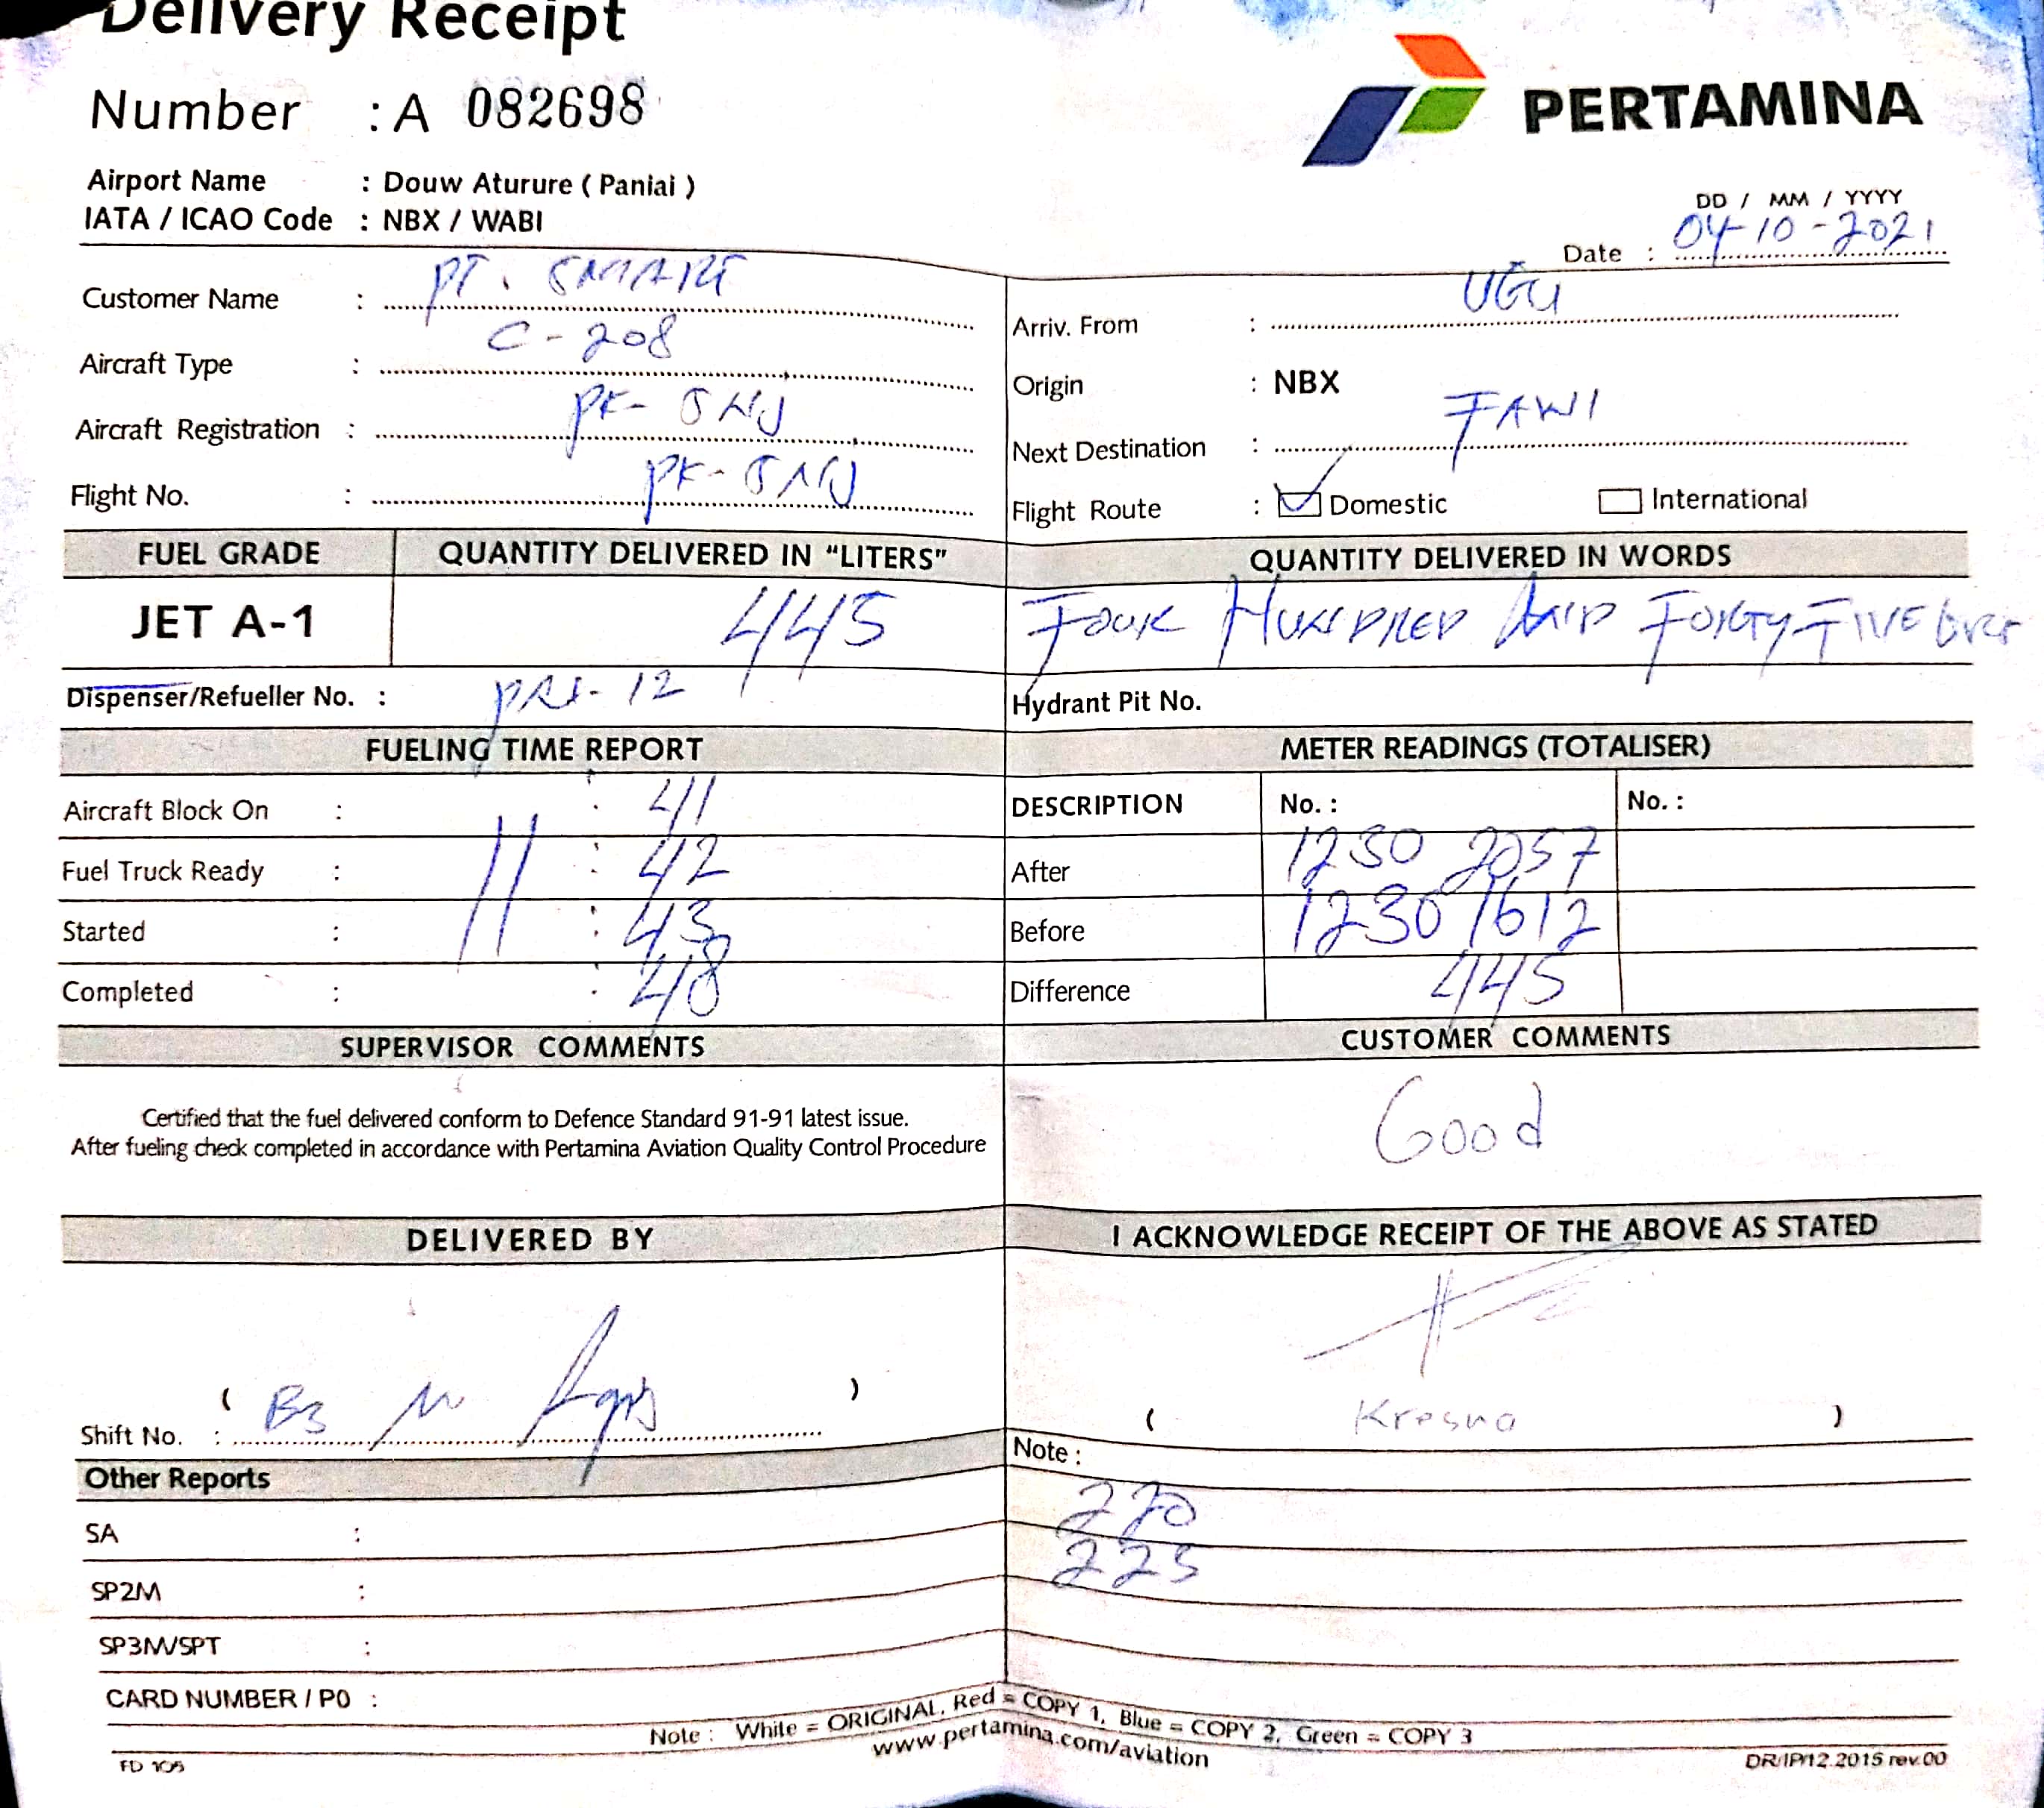 Delivery Receipt
Number : A 082698
PERTAMINA
Airport Name : Douw Aturure ( Paniai )
IATA / ICAO Code : NBX / WABI
DD / MM / YYYY
Date : 04-10-2021
Customer Name : PT. SMART
Aircraft Type : C-208
Aircraft Registration : PK-SNJ
Flight No. : PK-SNJ
Arriv. From : UGU
Origin : NBX
Next Destination : FAWI
Flight Route : Domestic International
FUEL GRADE QUANTITY DELIVERED IN "LITERS" QUANTITY DELIVERED IN WORDS
JET A-1 445 FOUR HUNDRED AND FORTY FIVE
Dispenser/Refueller No. : PRI-12 Hydrant Pit No.
FUELING TIME REPORT METER READINGS (TOTALISER)
Aircraft Block On : : 41
Fuel Truck Ready : 11 : 42
Started : : 43
Completed : : 48
DESCRIPTION No. : No. :
After 1230 2057
Before 1230 1612
Difference 445
SUPERVISOR COMMENTS CUSTOMER COMMENTS
Certified that the fuel delivered conform to Defence Standard 91-91 latest issue.
After fueling check completed in accordance with Pertamina Aviation Quality Control Procedure
Good
DELIVERED BY I ACKNOWLEDGE RECEIPT OF THE ABOVE AS STATED
( )
Shift No. : B3
( Kresna )
Note :
Other Reports
220
SA :
225
SP2M :
SP3M/SPT :
CARD NUMBER / PO :
Note : White = ORIGINAL, Red = COPY 1, Blue = COPY 2, Green = COPY 3
www.pertamina.com/aviation
FD 105 DR/IP/12.2015 rev.00